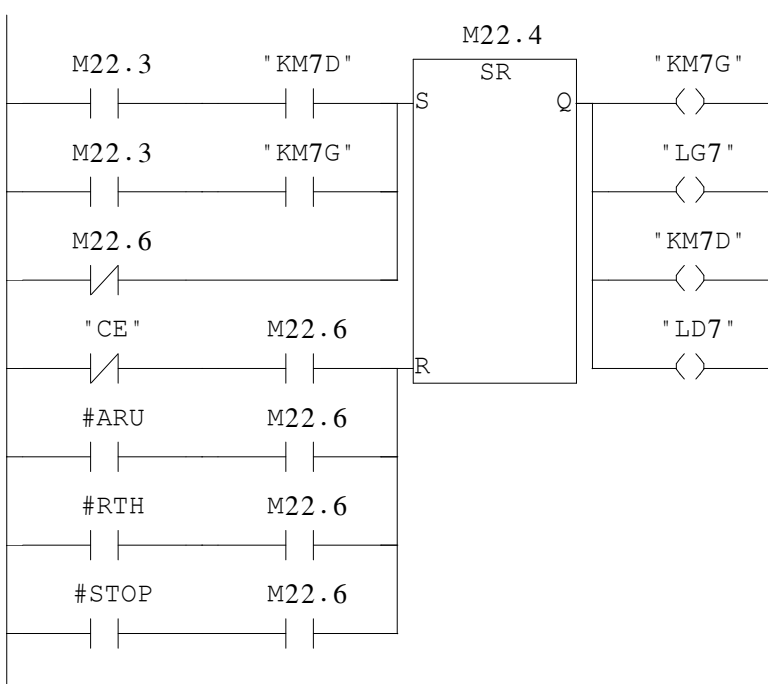 M22.4
M22.3 "KM7D" SR "KM7G"
S Q
M22.3 "KM7G" "LG7"
M22.6 "KM7D"
"CE" M22.6 "LD7"
R
#ARU M22.6
#RTH M22.6
#STOP M22.6